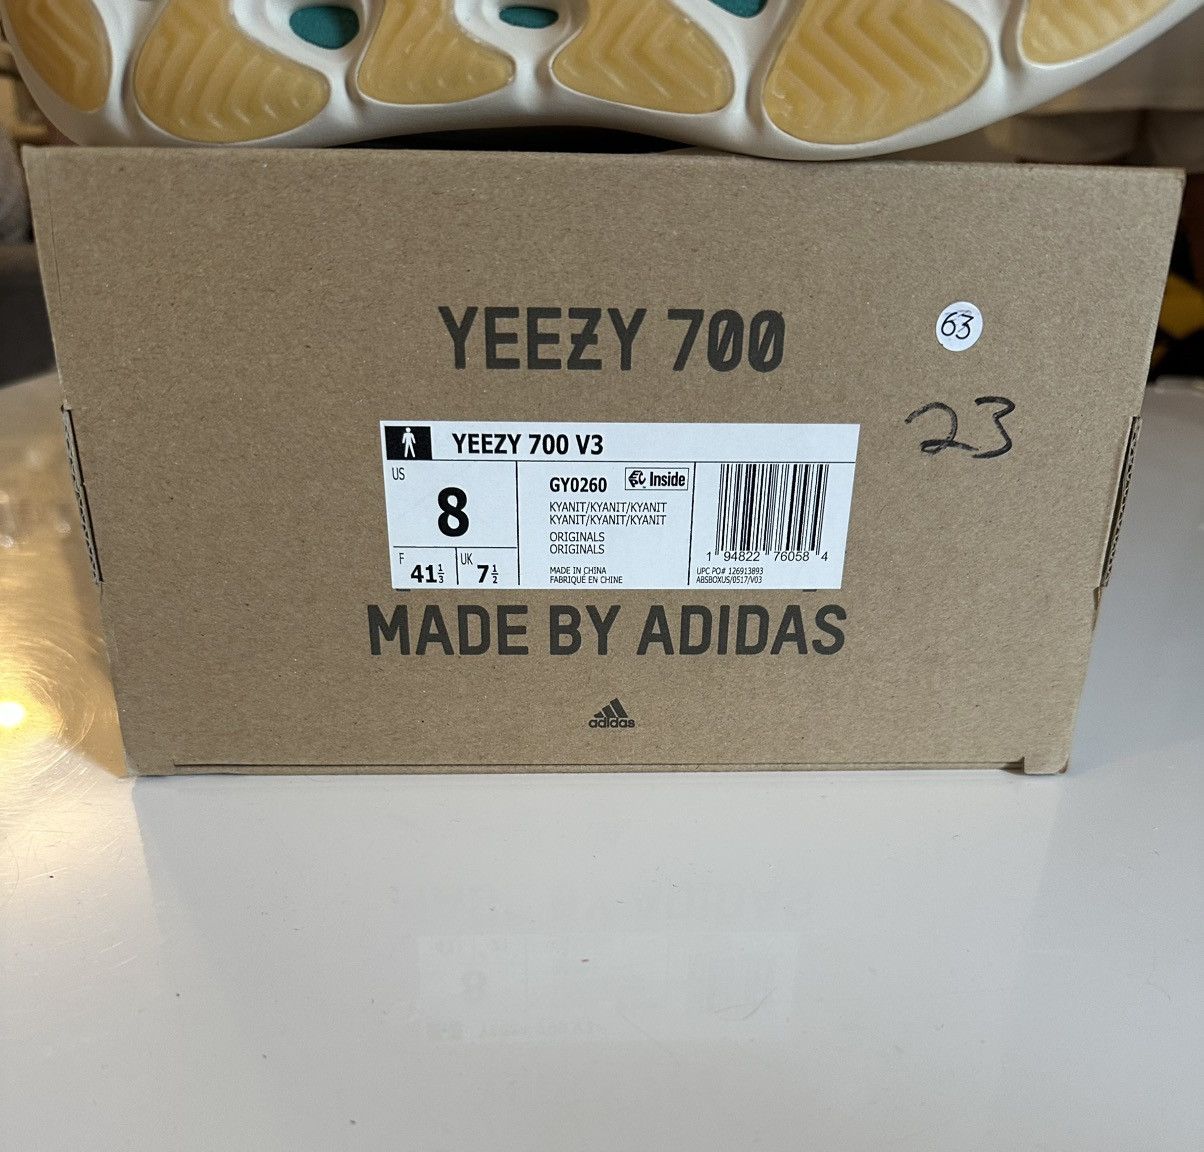 YEEZY 700
63
23
YEEZY 700 V3
US
8
F
41 1/3
UK
7 1/2
GY0260
Inside
KYANIT/KYANIT/KYANIT
KYANIT/KYANIT/KYANIT
ORIGINALS
ORIGINALS
MADE IN CHINA
FABRIQUÉ EN CHINE
1 94822 76058 4
UPC PO# 126913893
ABSBOXUS/0517/V03
MADE BY ADIDAS
adidas